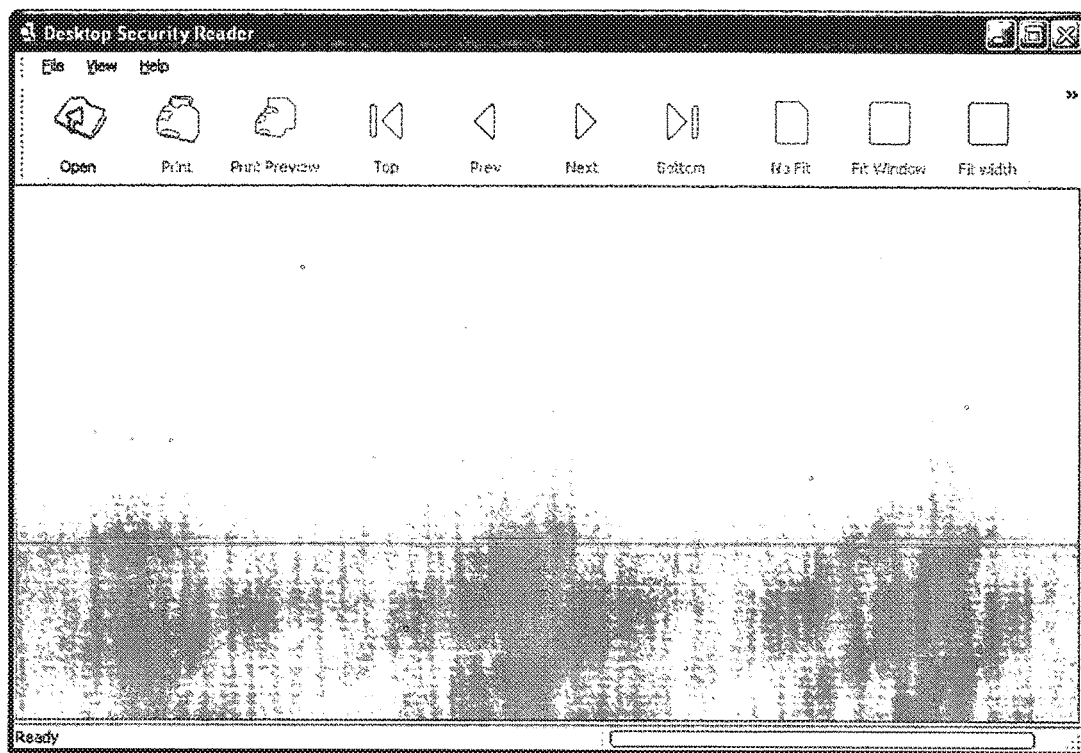 Desktop Security Reader
File View Help
»
Open Print Print Preview Top Prev Next Bottom No Fit Fit Window Fit width
Ready